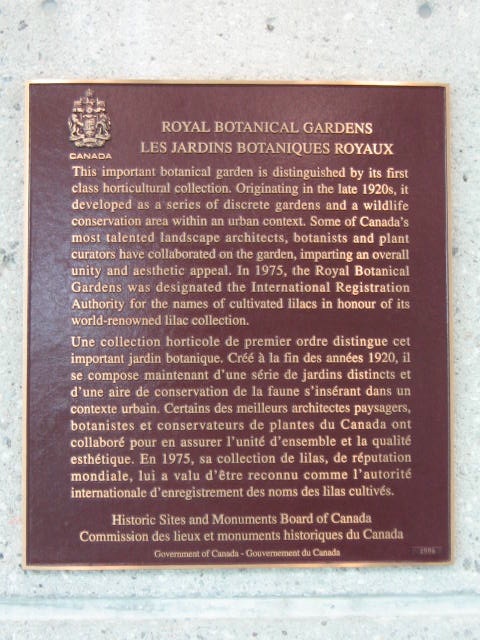 CANADA
ROYAL BOTANICAL GARDENS
LES JARDINS BOTANIQUES ROYAUX
This important botanical garden is distinguished by its first
class horticultural collection. Originating in the late 1920s, it
developed as a series of discrete gardens and a wildlife
conservation area within an urban context. Some of Canada's
most talented landscape architects, botanists and plant
curators have collaborated on the garden, imparting an overall
unity and aesthetic appeal. In 1975, the Royal Botanical
Gardens was designated the International Registration
Authority for the names of cultivated lilacs in honour of its
world-renowned lilac collection.
Une collection horticole de premier ordre distingue cet
important jardin botanique. Créé à la fin des années 1920, il
se compose maintenant d'une série de jardins distincts et
d'une aire de conservation de la faune s'insérant dans un
contexte urbain. Certains des meilleurs architectes paysagers,
botanistes et conservateurs de plantes du Canada ont
collaboré pour en assurer l'unité d'ensemble et la qualité
esthétique. En 1975, sa collection de lilas, de réputation
mondiale, lui a valu d'être reconnu comme l'autorité
internationale d'enregistrement des noms des lilas cultivés.
Historic Sites and Monuments Board of Canada
Commission des lieux et monuments historiques du Canada
Government of Canada - Gouvernement du Canada